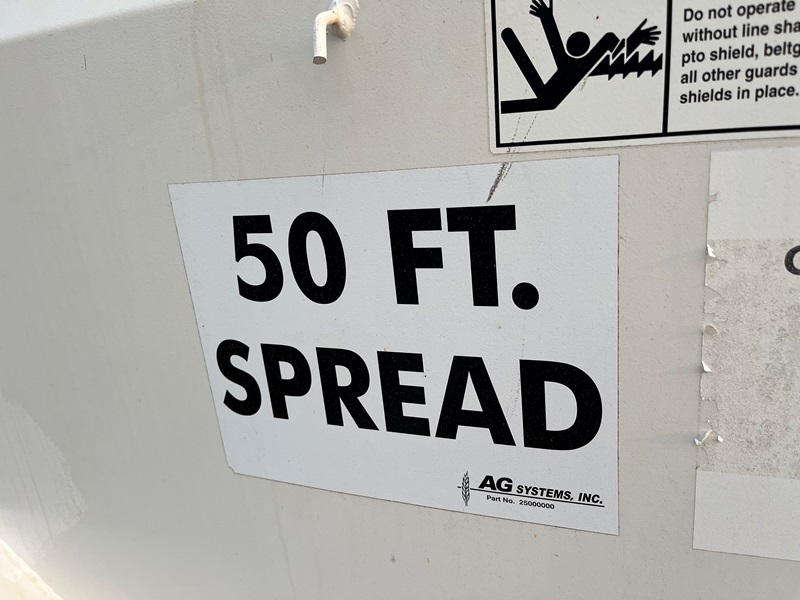 Do not operate
without line sha
pto shield, beltg
all other guards
shields in place.
50 FT.
SPREAD
AG SYSTEMS, INC.
Part No. 25000000